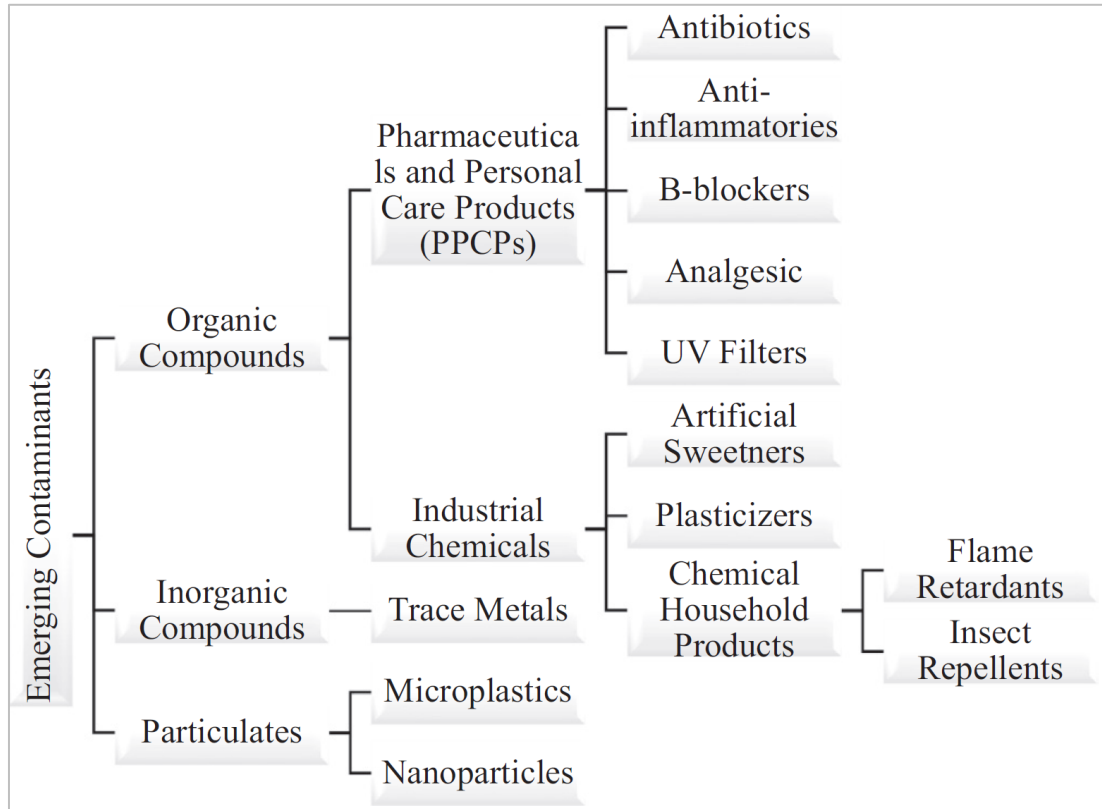 Emerging Contaminants
Organic
Compounds
Pharmaceutica
ls and Personal
Care Products
(PPCPs)
Antibiotics
Anti-
inflammatories
B-blockers
Analgesic
UV Filters
Industrial
Chemicals
Artificial
Sweetners
Plasticizers
Chemical
Household
Products
Flame
Retardants
Insect
Repellents
Inorganic
Compounds
Trace Metals
Particulates
Microplastics
Nanoparticles